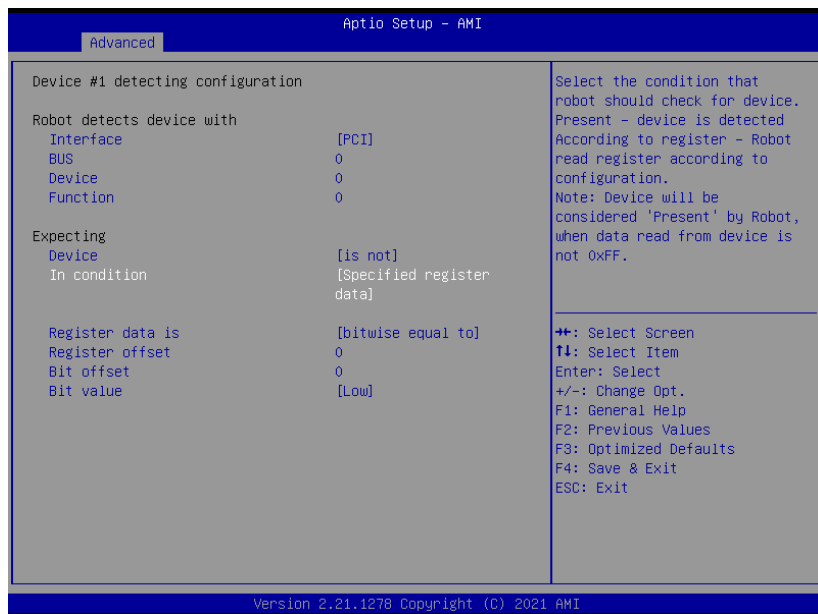 Aptio Setup – AMI
Advanced
Device #1 detecting configuration
Robot detects device with
Interface [PCI]
BUS 0
Device 0
Function 0
Expecting
Device [is not]
In condition [Specified register
data]
Register data is [bitwise equal to]
Register offset 0
Bit offset 0
Bit value [Low]
Select the condition that
robot should check for device.
Present – device is detected
According to register – Robot
read register according to
configuration.
Note: Device will be
considered 'Present' by Robot,
when data read from device is
not 0xFF.
→←: Select Screen
↑↓: Select Item
Enter: Select
+/-: Change Opt.
F1: General Help
F2: Previous Values
F3: Optimized Defaults
F4: Save & Exit
ESC: Exit
Version 2.21.1278 Copyright (C) 2021 AMI